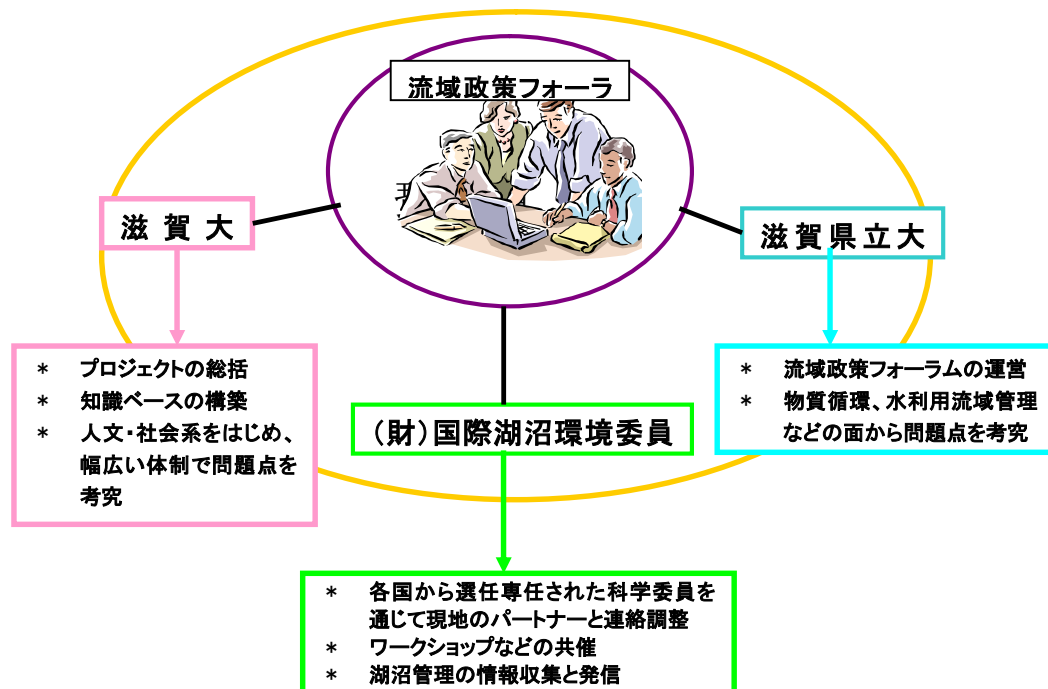 流域政策フォーラ
滋賀大
滋賀県立大
* プロジェクトの総括
* 知識ベースの構築
* 人文・社会系をはじめ、
幅広い体制で問題点を
考究
(財)国際湖沼環境委員
* 流域政策フォーラムの運営
* 物質循環、水利用流域管理
などの面から問題点を考究
* 各国から選任専任された科学委員を
通じて現地のパートナーと連絡調整
* ワークショップなどの共催
* 湖沼管理の情報収集と発信